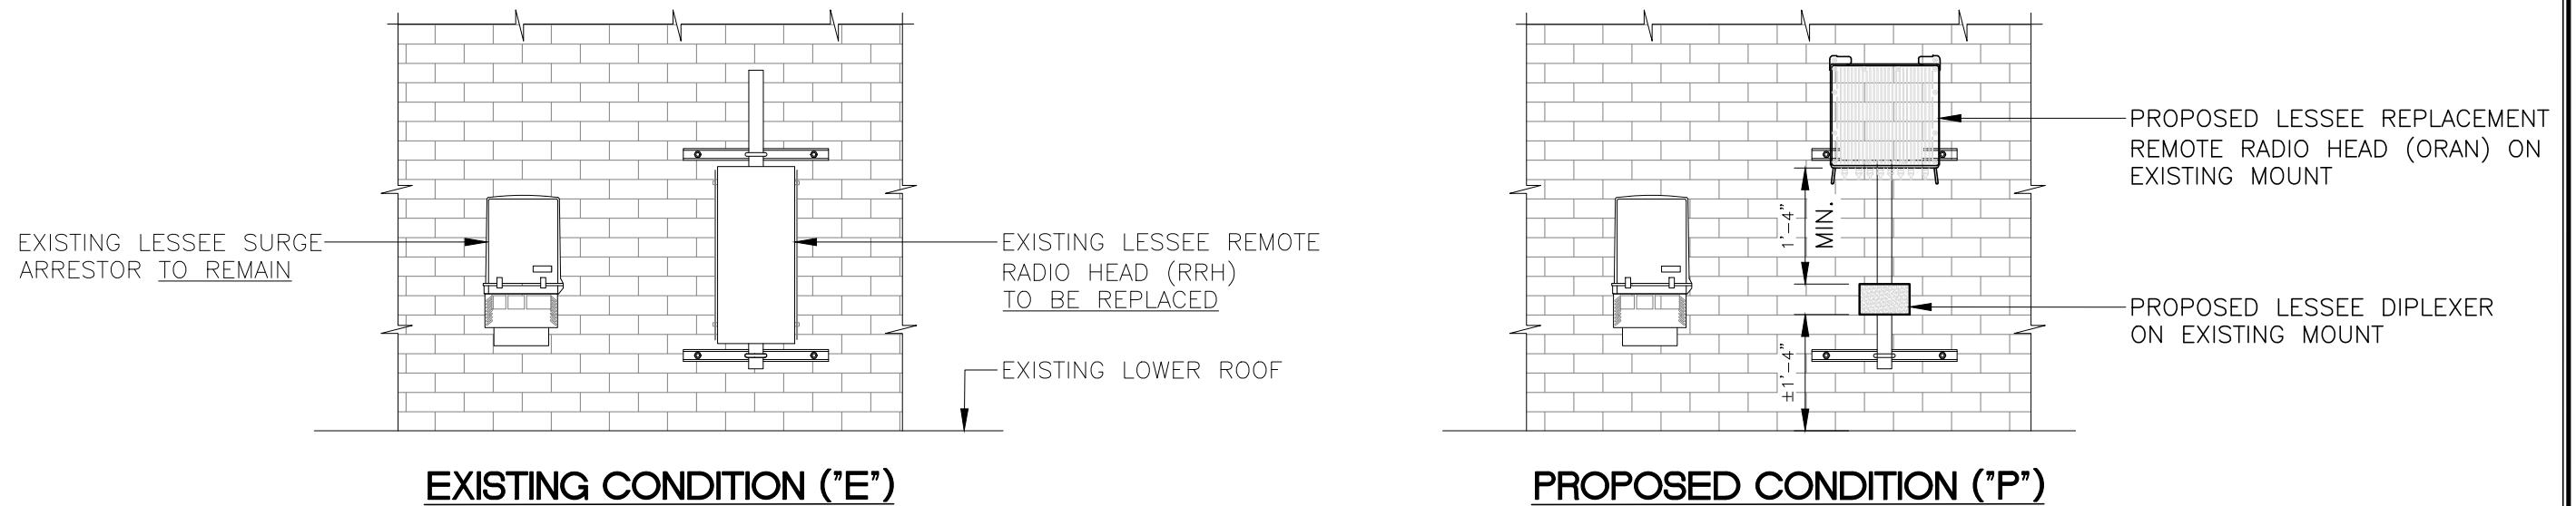 EXISTING LESSEE SURGE
ARRESTOR TO REMAIN
EXISTING LESSEE REMOTE
RADIO HEAD (RRH)
TO BE REPLACED
EXISTING LOWER ROOF
EXISTING CONDITION ("E")
PROPOSED LESSEE REPLACEMENT
REMOTE RADIO HEAD (ORAN) ON
EXISTING MOUNT
1'-4"
MIN.
PROPOSED LESSEE DIPLEXER
ON EXISTING MOUNT
±1'-4"
PROPOSED CONDITION ("P")